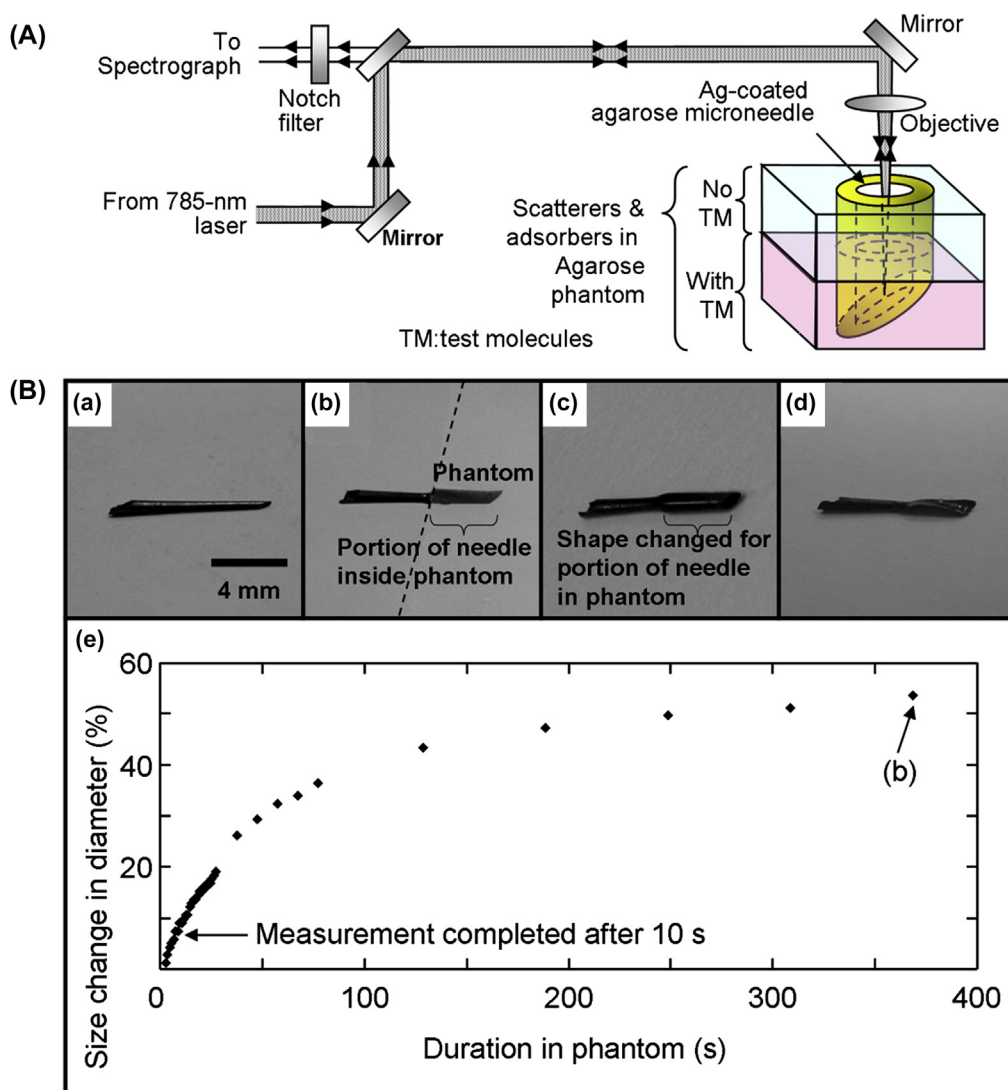 (A)
To
Spectrograph
Notch
filter
Mirror
Ag-coated
agarose microneedle
Objective
From 785-nm
laser
Mirror
Scatterers &
adsorbers in
Agarose
phantom
No
TM
With
TM
TM:test molecules
(B)
(a)
4 mm
(b)
Phantom
Portion of needle
inside phantom
(c)
Shape changed for
portion of needle
in phantom
(d)
(e)
Size change in diameter (%)
60
40
20
0
100
200
300
400
(b)
Measurement completed after 10 s
Duration in phantom (s)